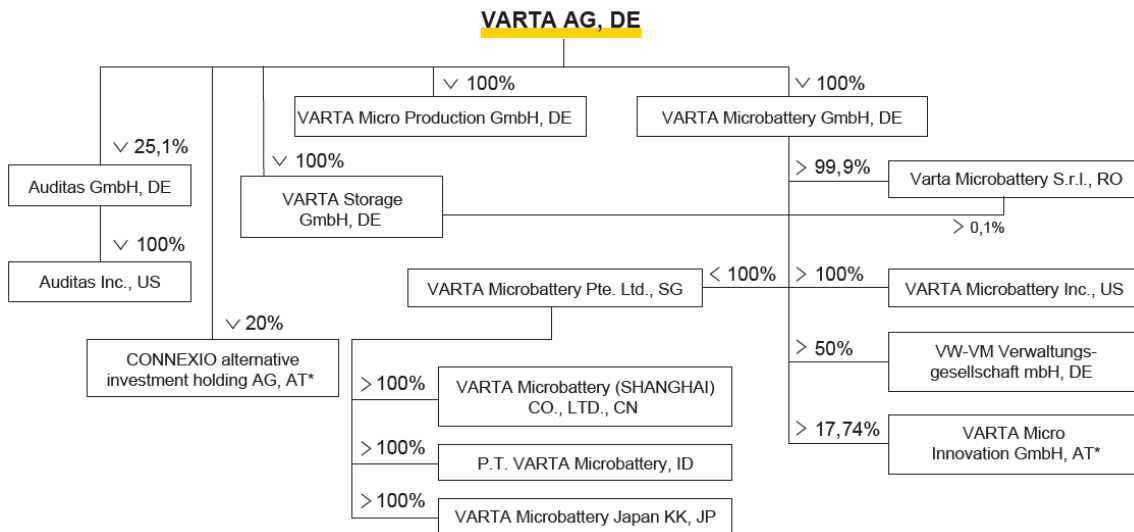 VARTA AG, DE
100%
100%
VARTA Micro Production GmbH, DE
VARTA Microbattery GmbH, DE
25,1%
100%
> 99,9%
Auditas GmbH, DE
VARTA Storage
GmbH, DE
Varta Microbattery S.r.l., RO
> 0,1%
100%
Auditas Inc., US
VARTA Microbattery Pte. Ltd., SG
< 100%
> 100%
VARTA Microbattery Inc., US
20%
CONNEXIO alternative
investment holding AG, AT*
> 50%
VW-VM Verwaltungs-
gesellschaft mbH, DE
> 100%
VARTA Microbattery (SHANGHAI)
CO., LTD., CN
> 17,74%
VARTA Micro
Innovation GmbH, AT*
> 100%
P.T. VARTA Microbattery, ID
> 100%
VARTA Microbattery Japan KK, JP